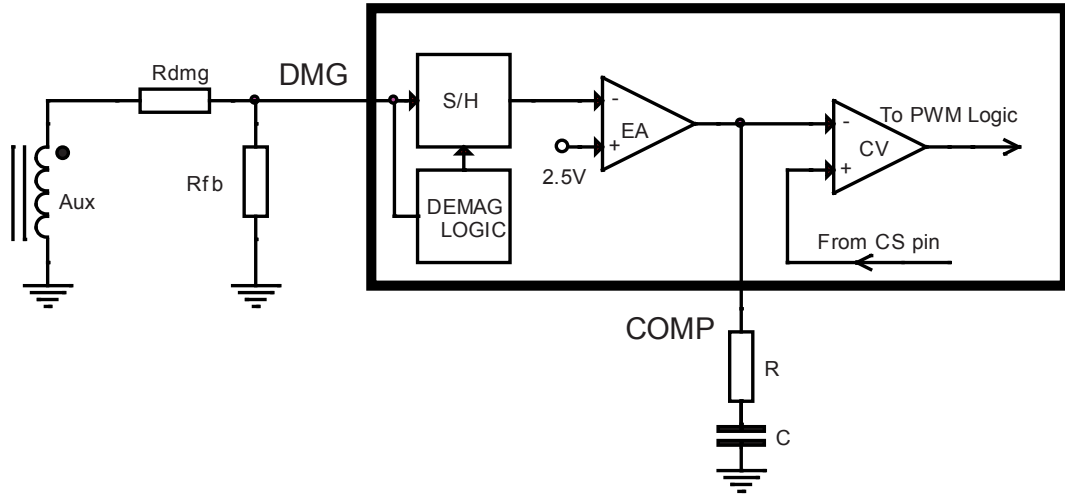 Rdmg
DMG
S/H
-
EA
+
2.5V
To PWM Logic
-
CV
+
Aux
Rfb
DEMAG
LOGIC
From CS pin
COMP
R
C